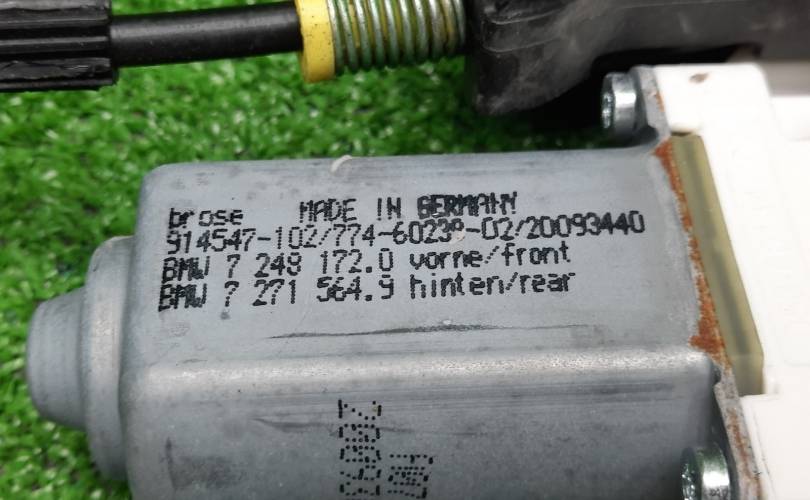 brose MADE IN GERMANY
914547-102/774-60238-02/20093440
BMW 7 248 172.0 vorne/front
BMW 7 271 564.9 hinten/rear